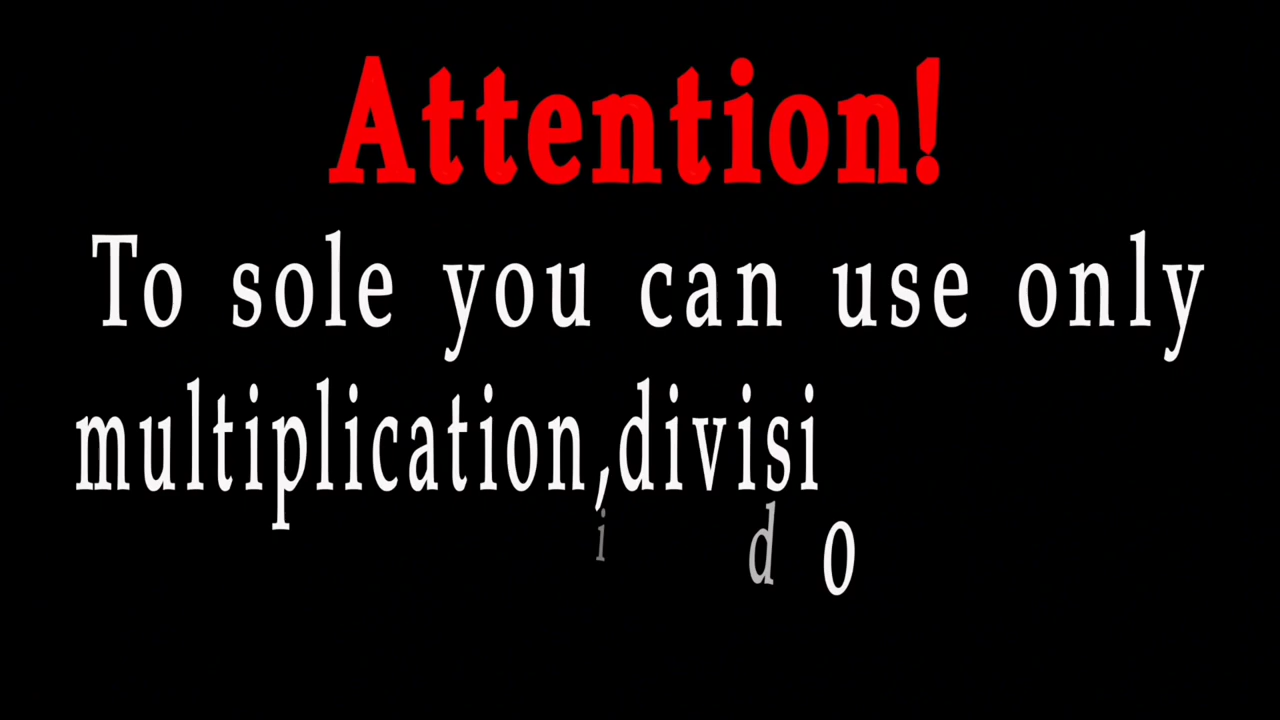 Attention!
To sole you can use only
multiplication,divisi
i d o